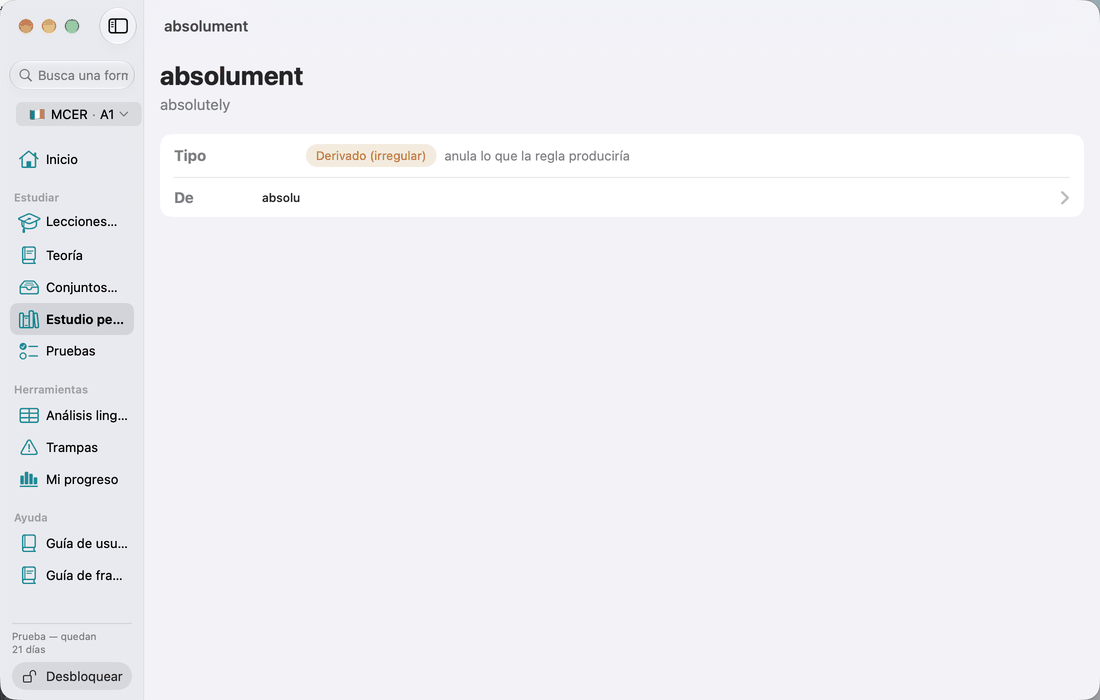 absolument
Busca una form
MCER · A1
Inicio
Estudiar
Lecciones...
Teoría
Conjuntos...
Estudio pe...
Pruebas
Herramientas
Análisis ling...
Trampas
Mi progreso
Ayuda
Guía de usu...
Guía de fra...
Prueba — quedan
21 días
Desbloquear
absolument
absolutely
Tipo Derivado (irregular) anula lo que la regla produciría
De absolu